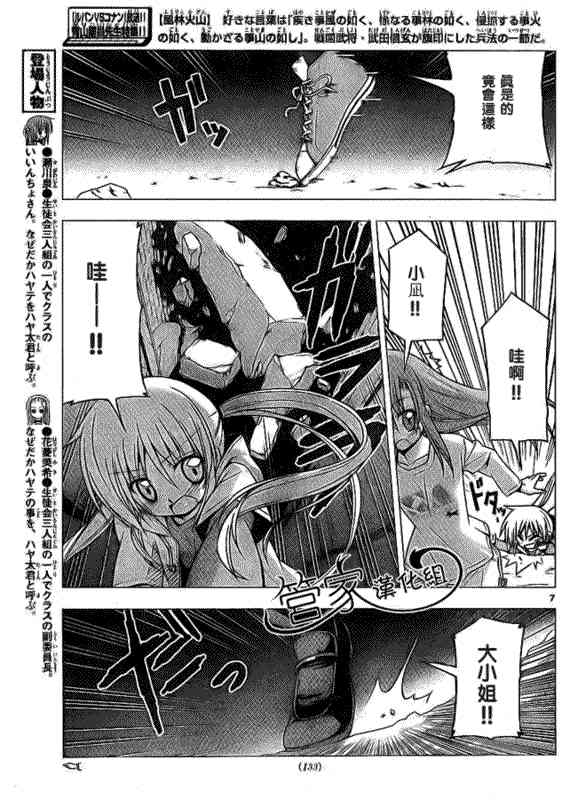 「ルパンVSコナン」放送!!
青山剛昌先生特集!!
【風林火山】 好きな言葉は「疾き事風の如く、徐なる事林の如く、侵掠する事火
の如く、動かざる事山の如し」。戦国武将・武田信玄が旗印にした兵法の一節だ。
登場人物
●瀬川泉●生徒会三人組の一人でクラスの
いいんちょさん。なぜだかハヤテをハヤ太君と呼ぶ。
●花菱美希●生徒会三人組の一人でクラスの副委員長。
なぜだかハヤテの事を、ハヤ太君と呼ぶ。
真是的
竟會這樣
小凪!!
哇啊!!
哇——!!
ドタッ
管家漢化組
7
大小姐!!
(133)